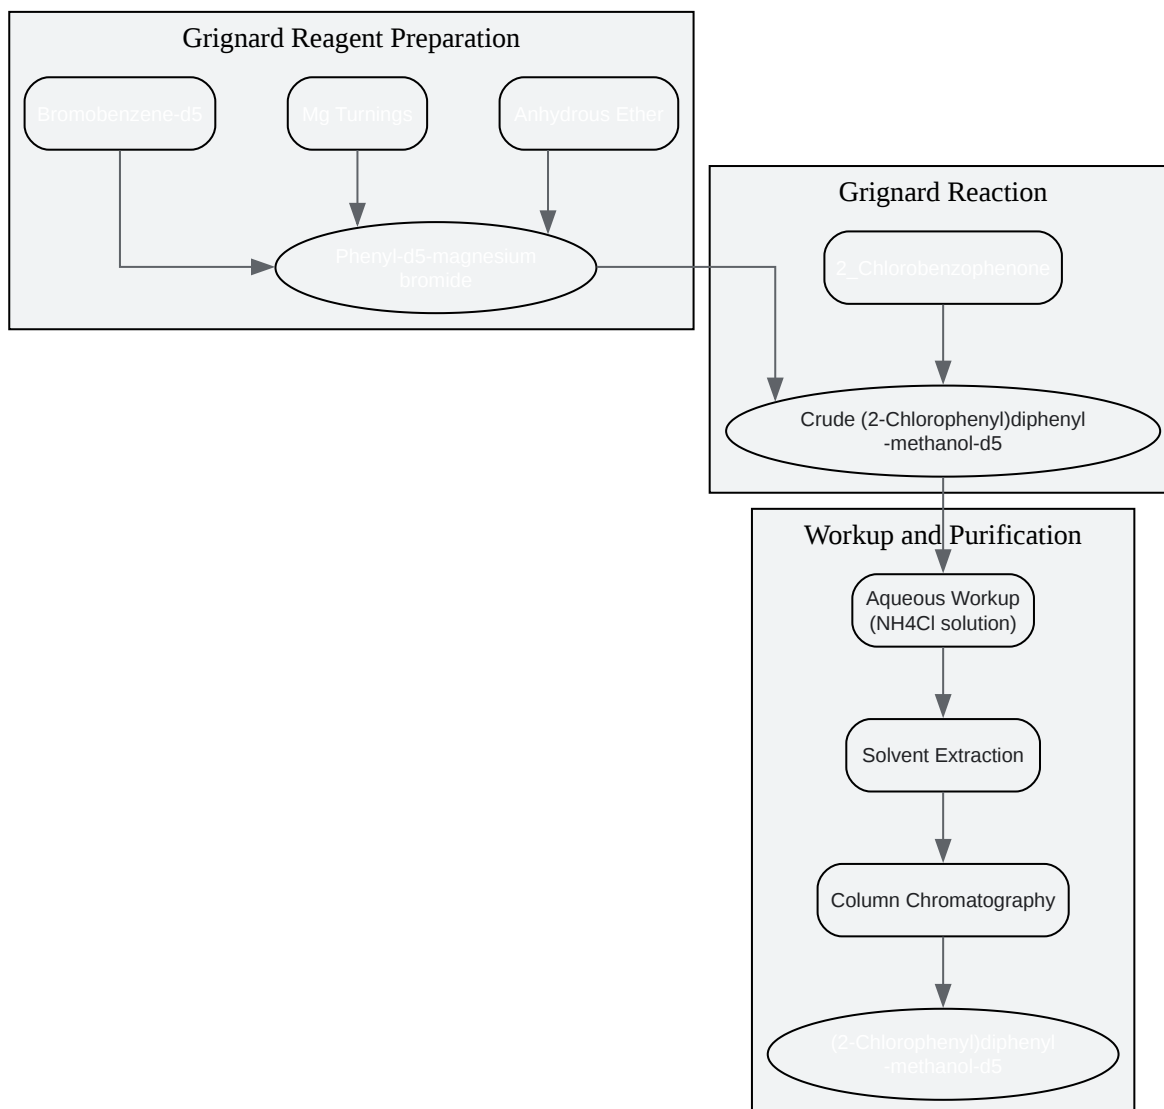 Grignard Reagent Preparation
Bromobenzene-d5
Mg Turnings
Anhydrous Ether
Phenyl-d5-magnesium
bromide
Grignard Reaction
2_Chlorobenzophenone
Crude (2-Chlorophenyl)diphenyl
-methanol-d5
Workup and Purification
Aqueous Workup
(NH4Cl solution)
Solvent Extraction
Column Chromatography
(2-Chlorophenyl)diphenyl
-methanol-d5